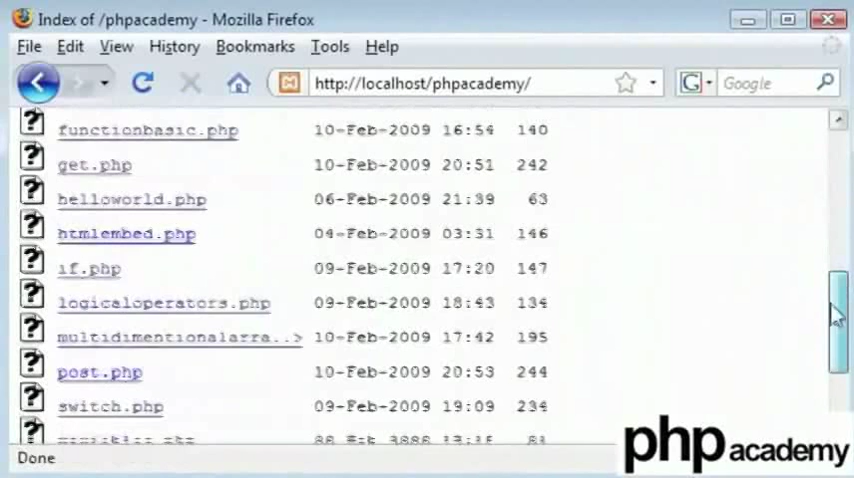 Index of /phpacademy - Mozilla Firefox
File Edit View History Bookmarks Tools Help
http://localhost/phpacademy/ G Google
functionbasic.php 10-Feb-2009 16:54 140
get.php 10-Feb-2009 20:51 242
helloworld.php 06-Feb-2009 21:39 63
htmlembed.php 04-Feb-2009 03:31 146
if.php 09-Feb-2009 17:20 147
logicaloperators.php 09-Feb-2009 18:43 134
multidimentionalarra..> 10-Feb-2009 17:42 195
post.php 10-Feb-2009 20:53 244
switch.php 09-Feb-2009 19:09 234
Done
php academy